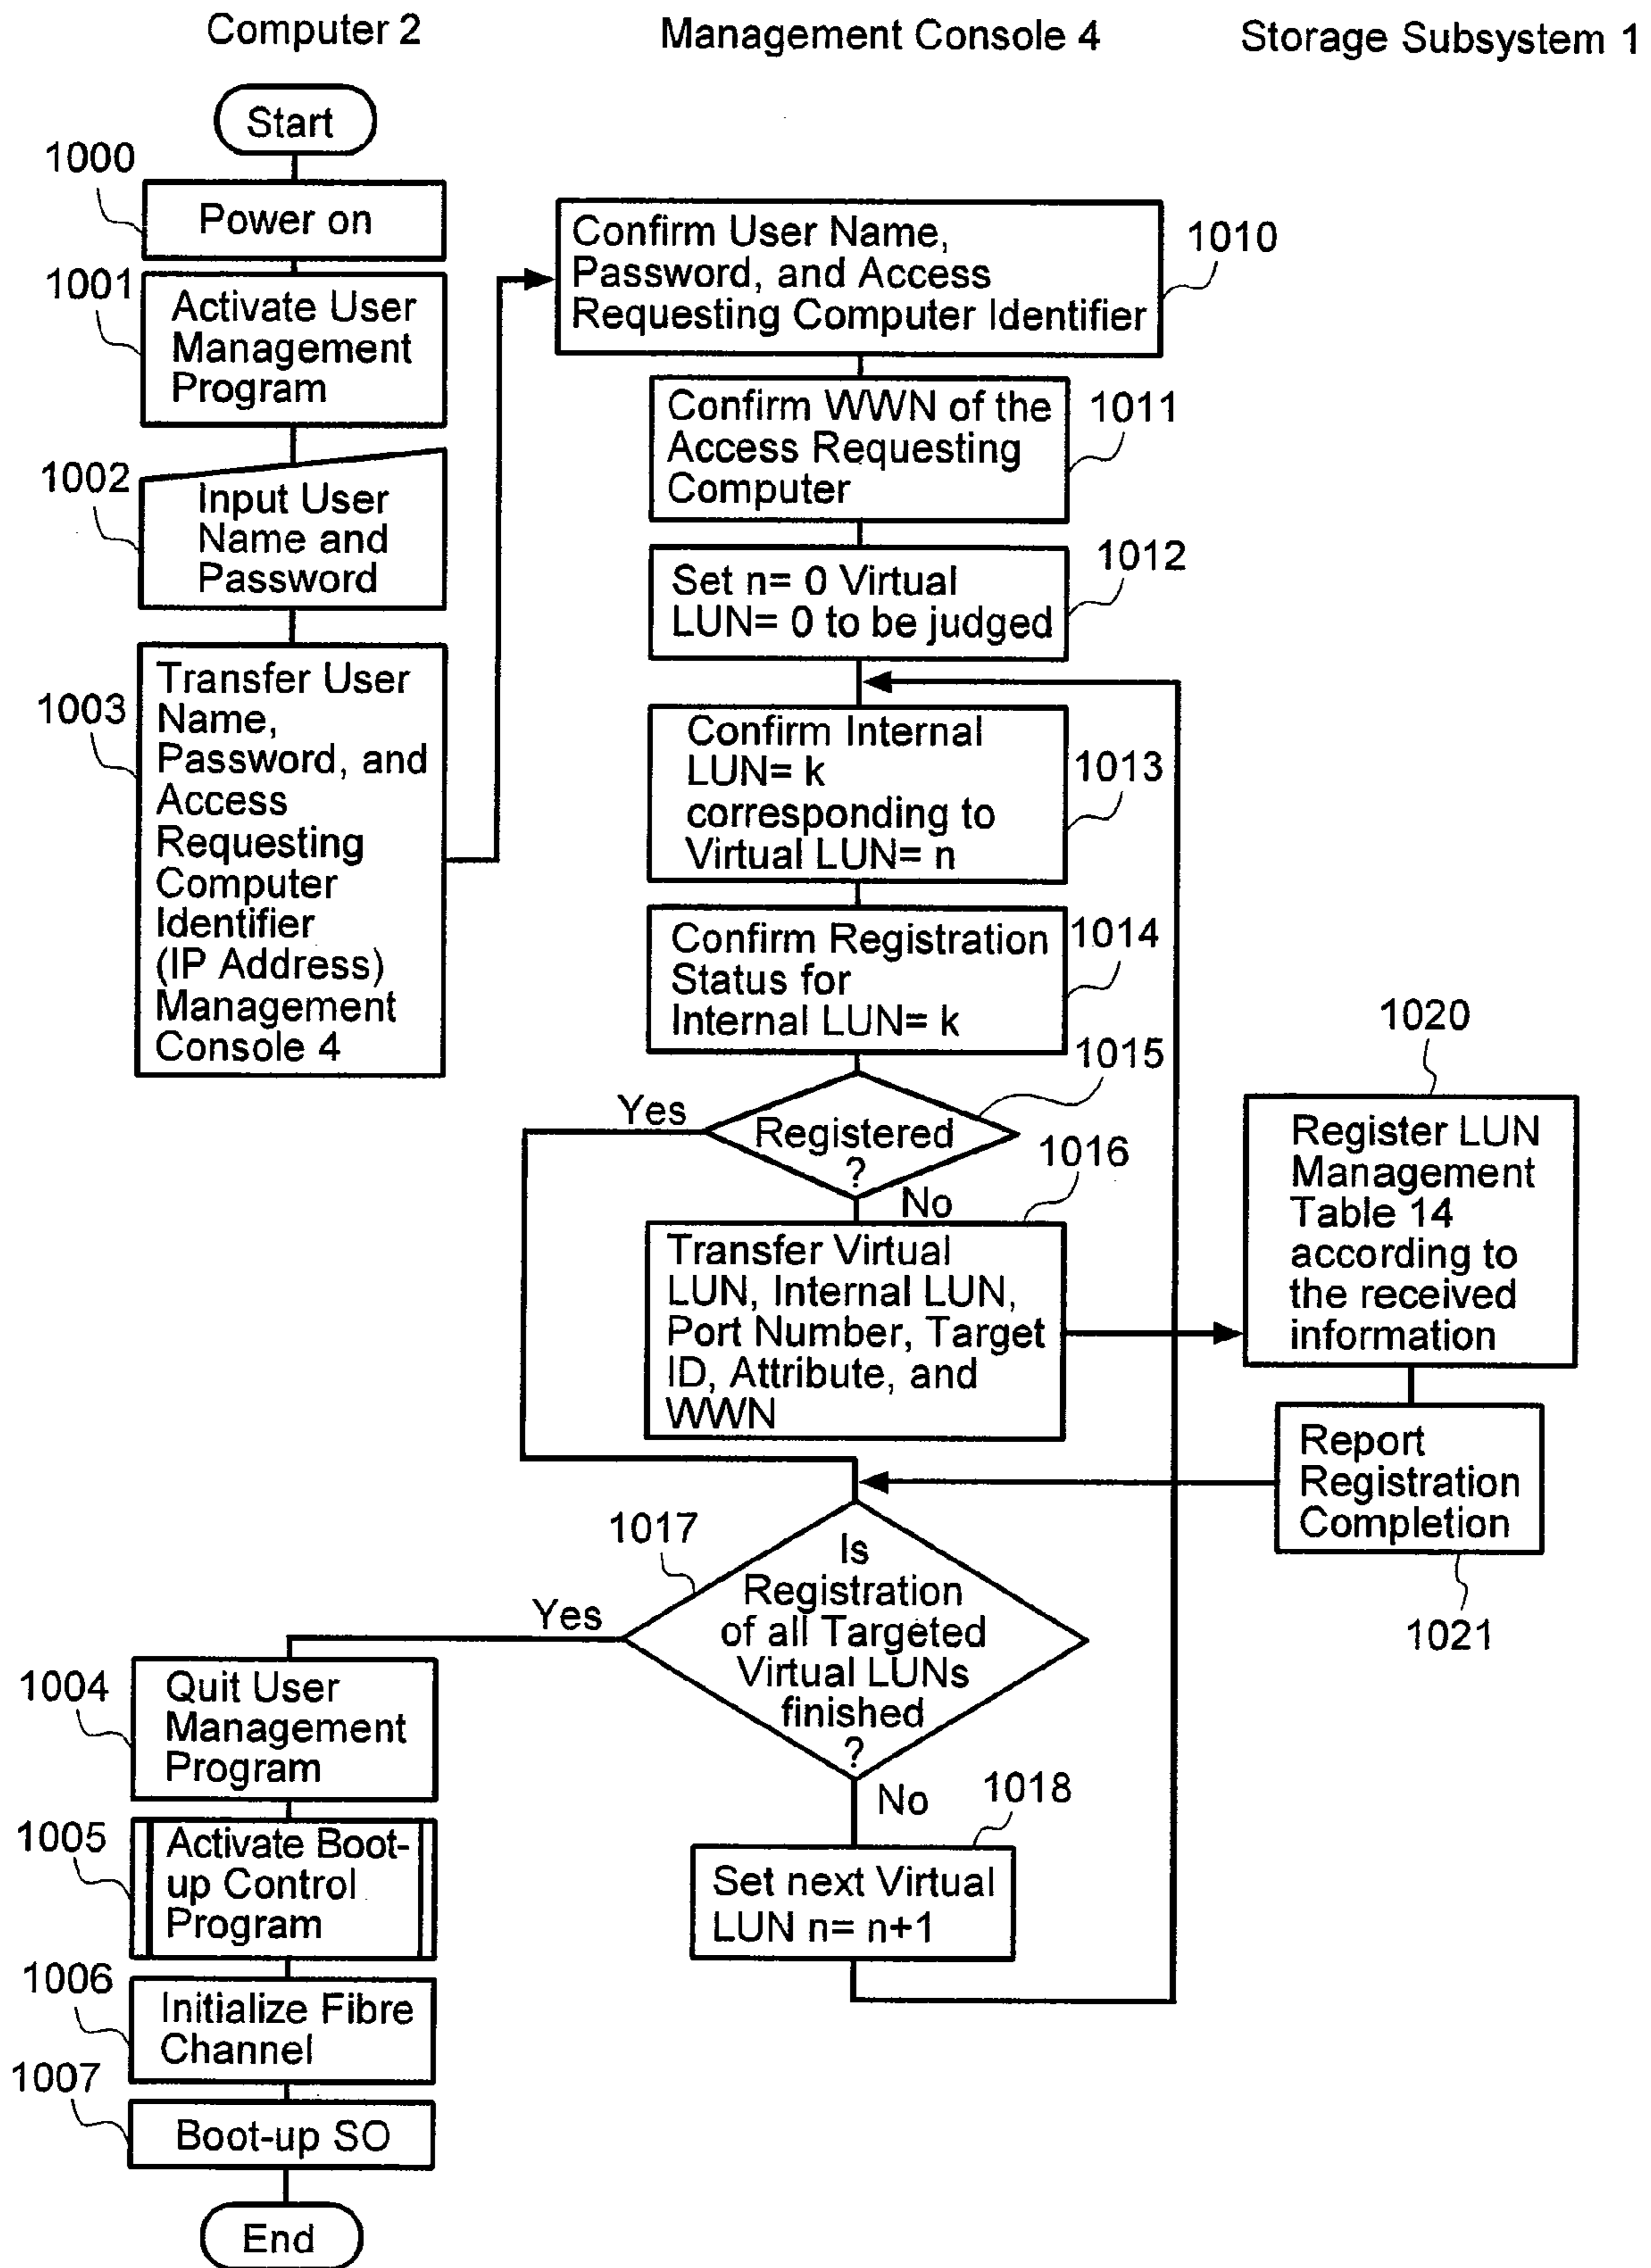 Computer 2
Management Console 4
Storage Subsystem 1
Start
1000
Power on
1001
Activate User
Management
Program
1002
Input User
Name and
Password
1003
Transfer User
Name,
Password, and
Access
Requesting
Computer
Identifier
(IP Address)
Management
Console 4
Confirm User Name,
Password, and Access
Requesting Computer Identifier
1010
Confirm WWN of the
Access Requesting
Computer
1011
Set n= 0 Virtual
LUN= 0 to be judged
1012
Confirm Internal
LUN= k
corresponding to
Virtual LUN= n
1013
Confirm Registration
Status for
Internal LUN= k
1014
1015
Yes
Registered
?
No
1016
Transfer Virtual
LUN, Internal LUN,
Port Number, Target
ID, Attribute, and
WWN
1020
Register LUN
Management
Table 14
according to
the received
information
Report
Registration
Completion
1021
1017
Is
Registration
of all Targeted
Virtual LUNs
finished
?
Yes
No
1018
Set next Virtual
LUN n= n+1
1004
Quit User
Management
Program
1005
Activate Boot-
up Control
Program
1006
Initialize Fibre
Channel
1007
Boot-up SO
End